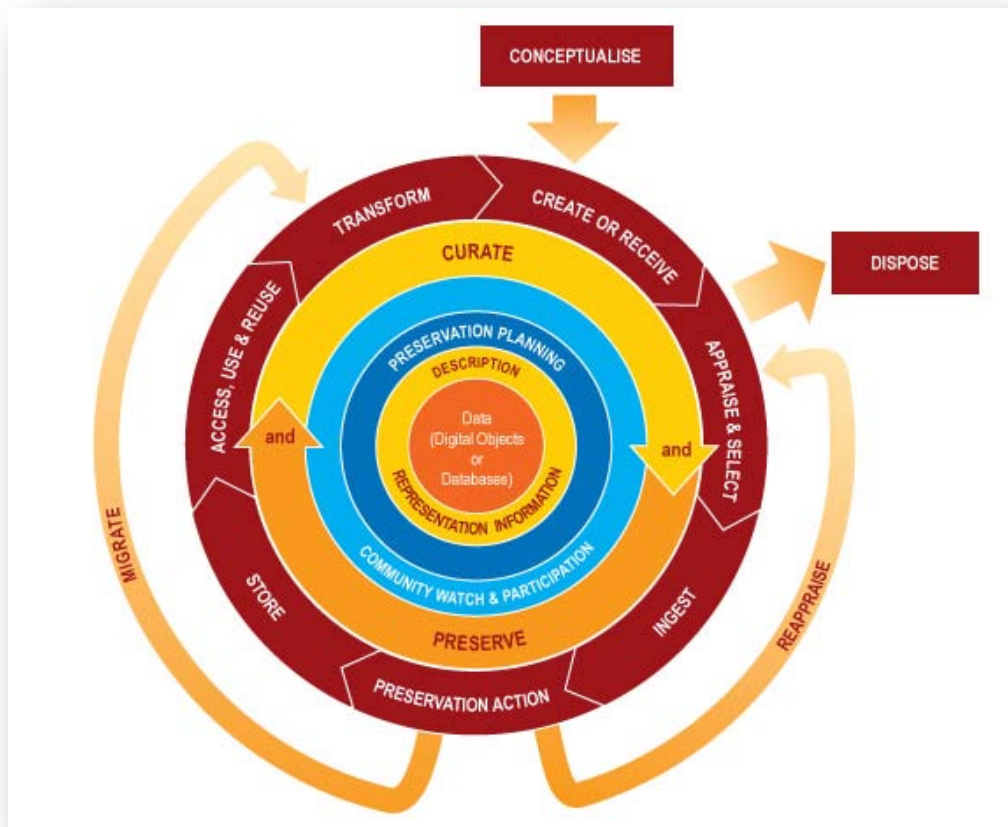 CONCEPTUALISE
CREATE OR RECEIVE
DISPOSE
APPRAISE & SELECT
INGEST
PRESERVATION ACTION
STORE
ACCESS, USE & REUSE
TRANSFORM
MIGRATE
REAPPRAISE
CURATE
and
PRESERVE
and
COMMUNITY WATCH & PARTICIPATION
PRESERVATION PLANNING
DESCRIPTION
REPRESENTATION INFORMATION
Data
(Digital Objects
or
Databases)